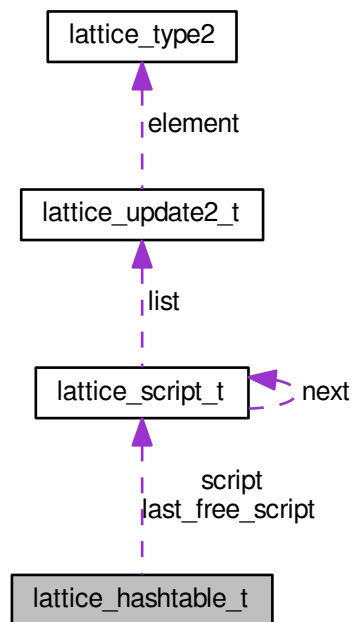 lattice_type2
element
lattice_update2_t
list
lattice_script_t
next
script
last_free_script
lattice_hashtable_t